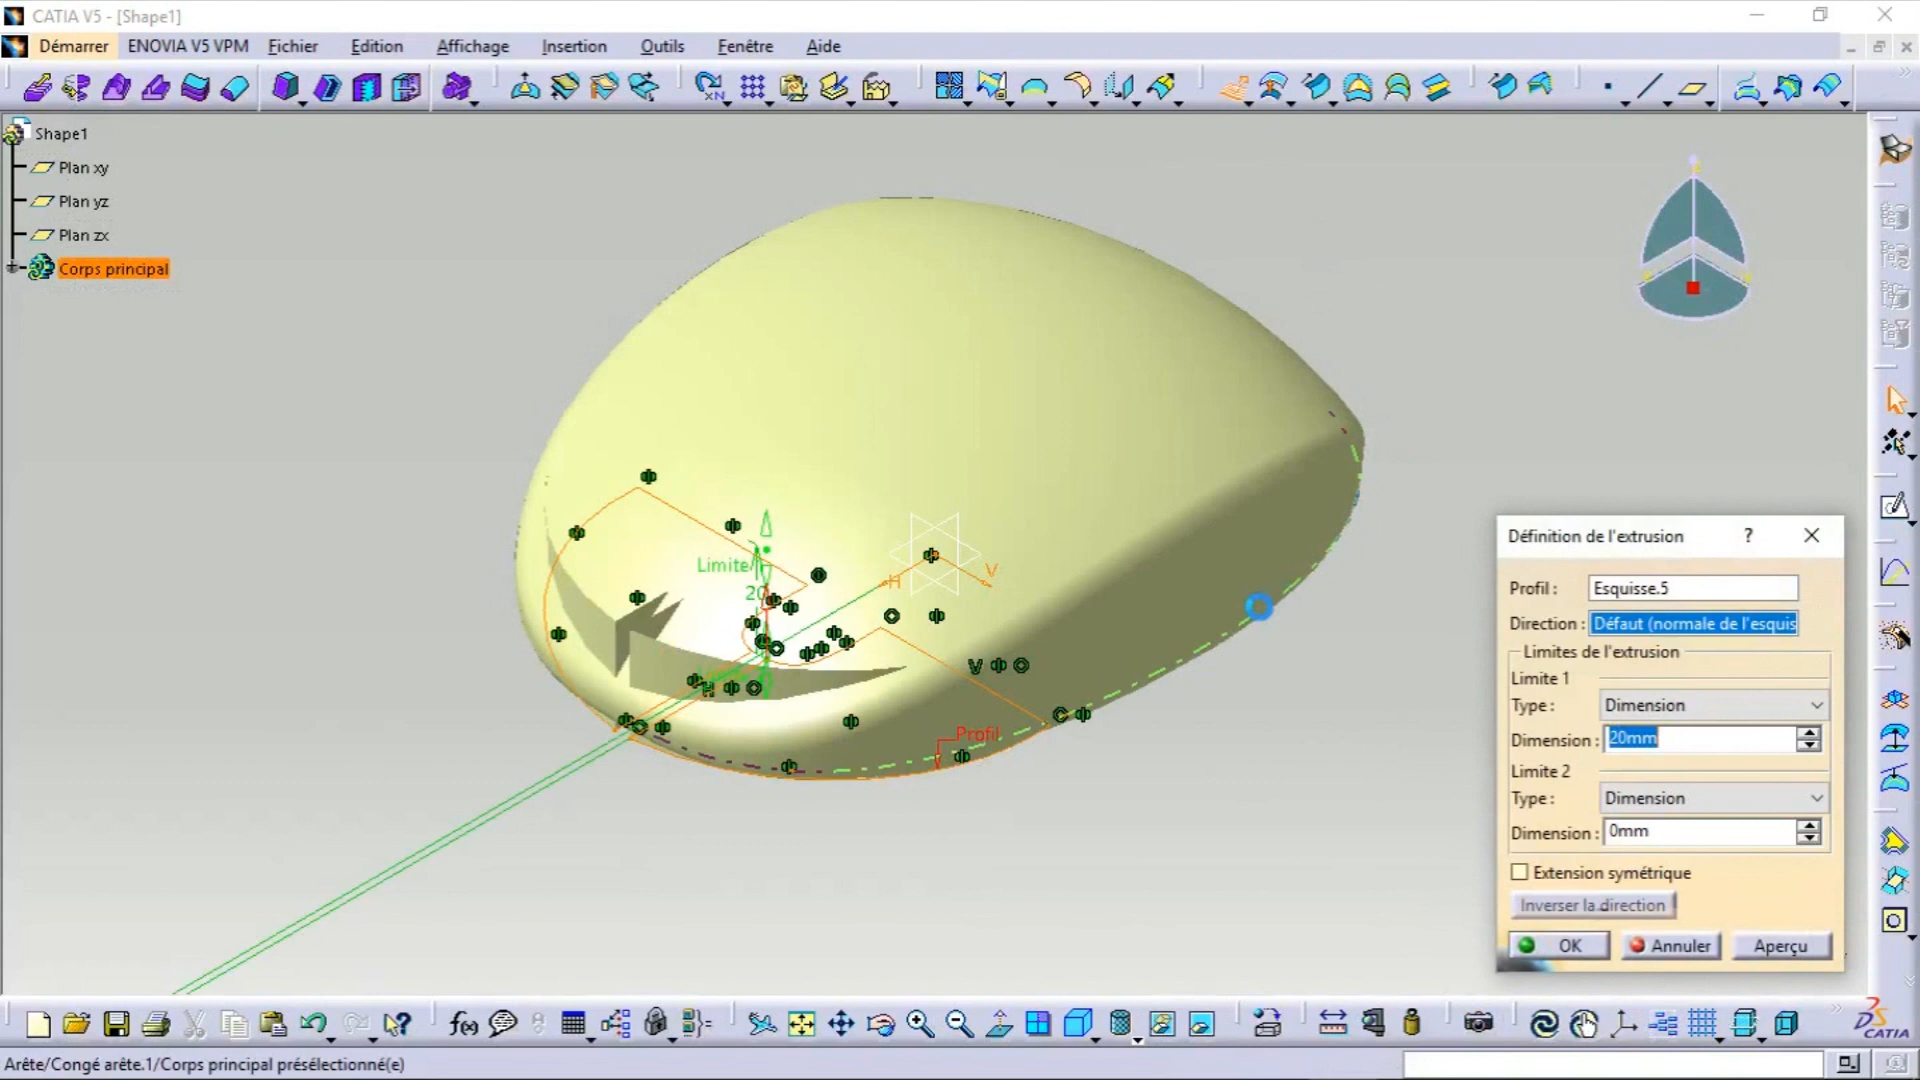 CATIA V5 - [Shape1]
Démarrer ENOVIA V5 VPM Fichier Edition Affichage Insertion Outils Fenêtre Aide
Shape1
Plan xy
Plan yz
Plan zx
Corps principal
Limite
20
H
V
V
H
Profil
Définition de l'extrusion ?
Profil : Esquisse.5
Direction : Défaut (normale de l'esquis
Limites de l'extrusion
Limite 1
Type : Dimension
Dimension : 20mm
Limite 2
Type : Dimension
Dimension : 0mm
Extension symétrique
Inverser la direction
OK Annuler Aperçu
f(x)
CATIA
Arête/Congé arête.1/Corps principal présélectionné(e)